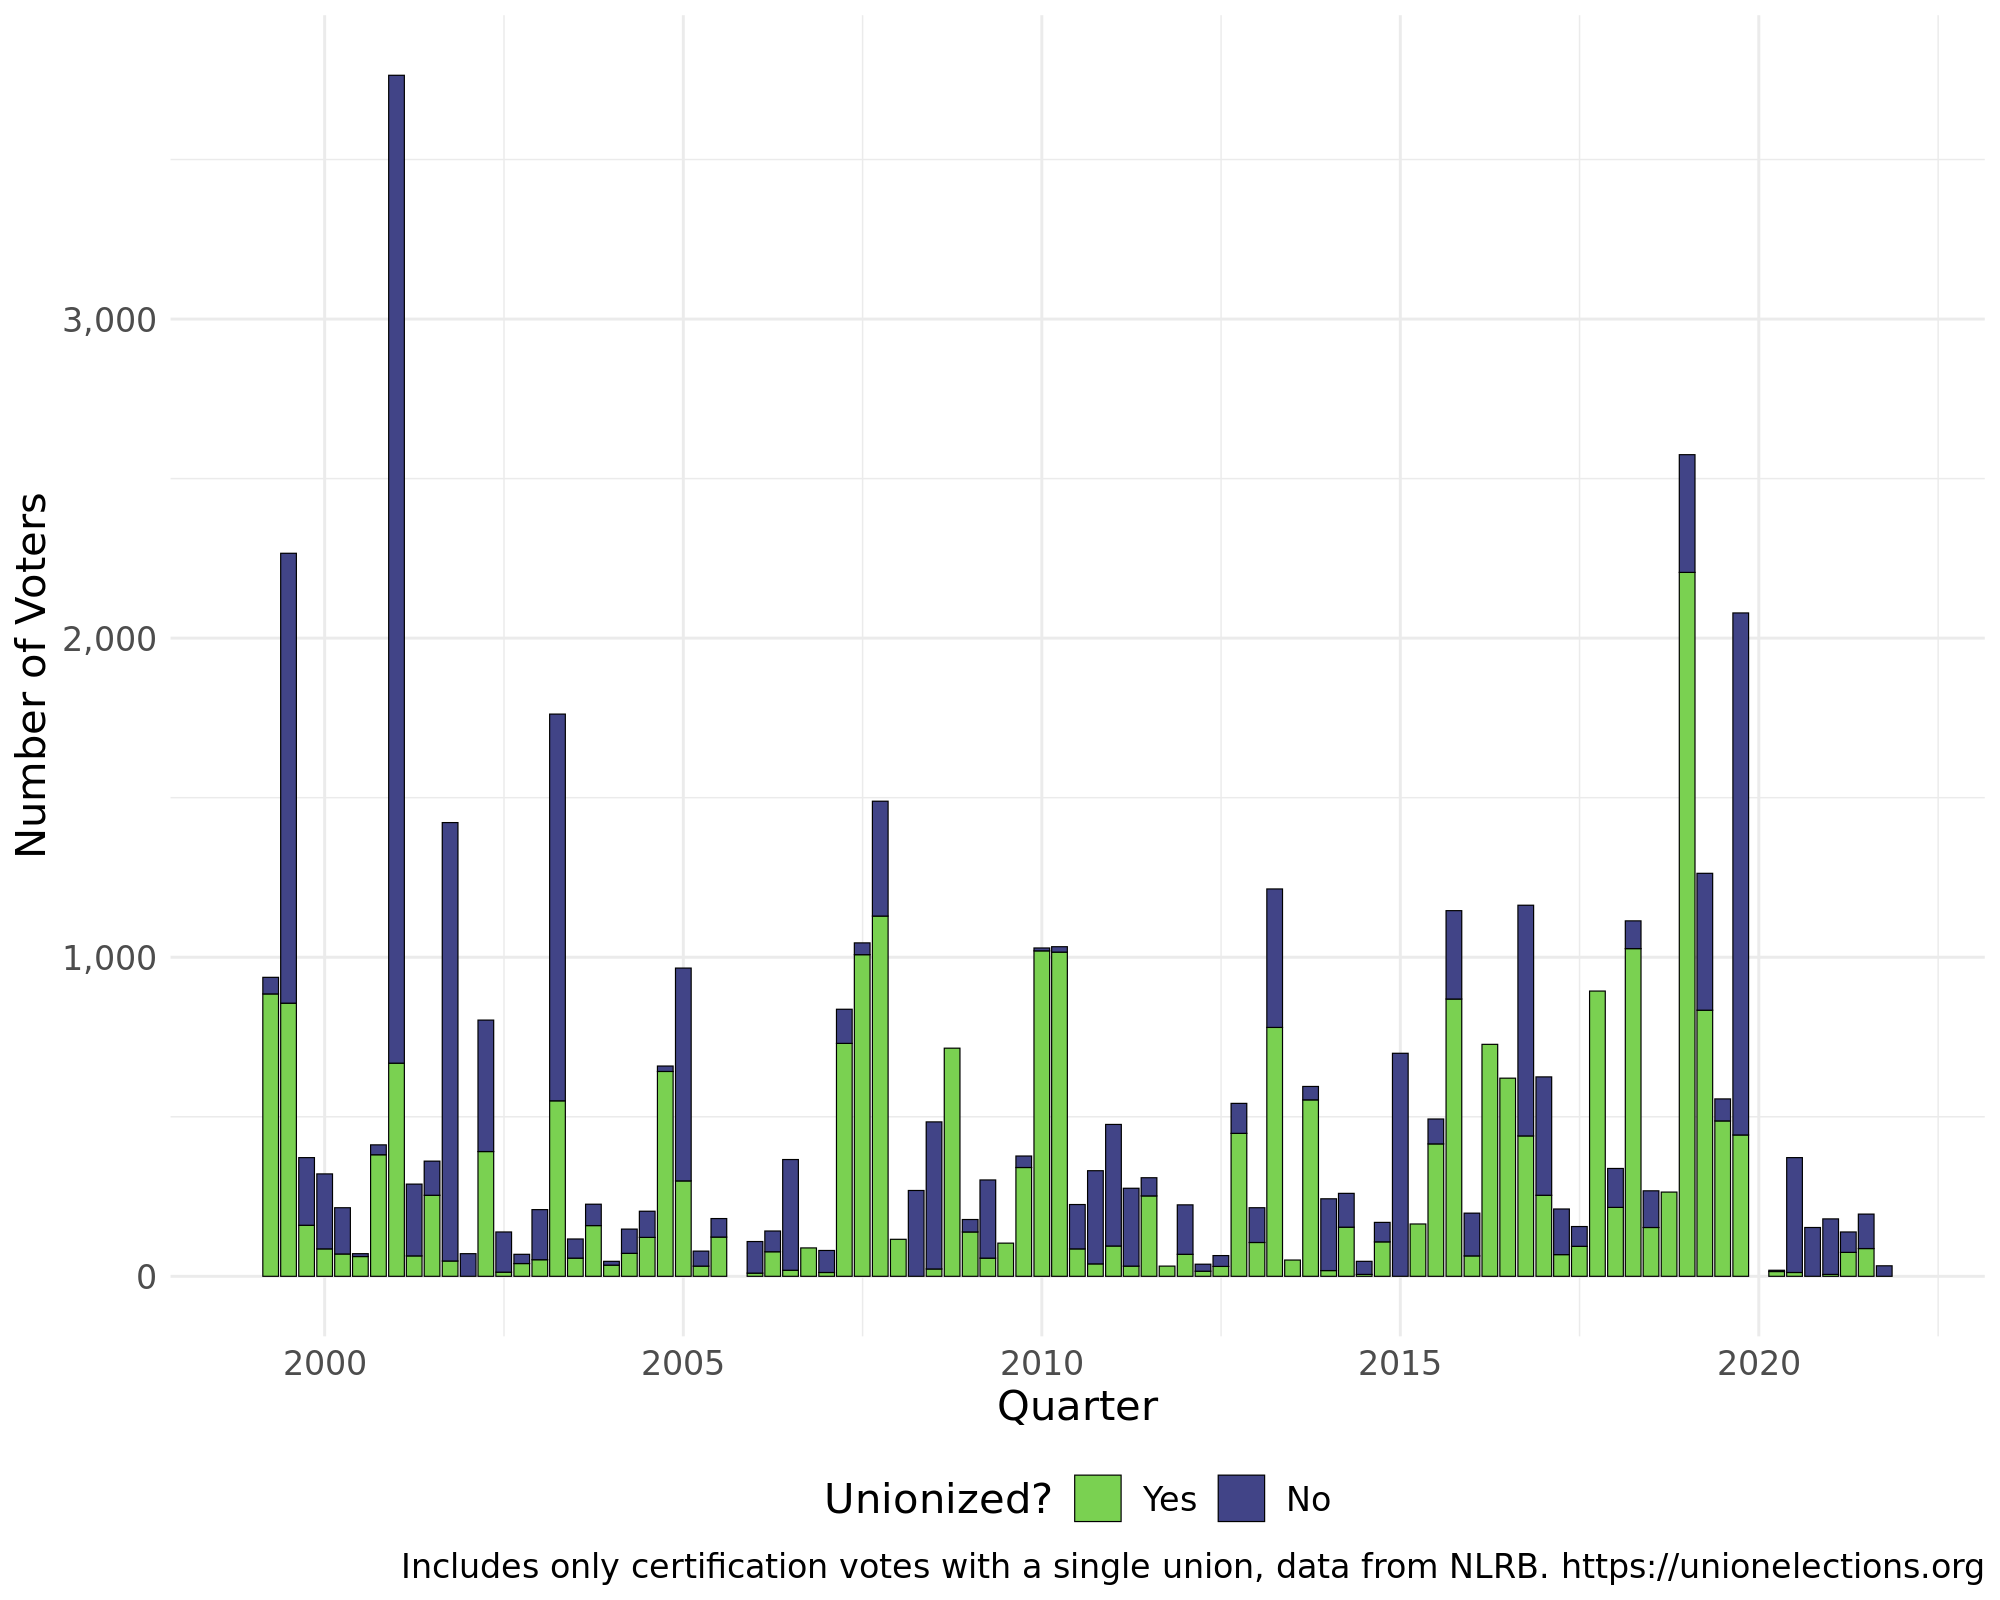 3,000
2,000
1,000
0
Number of Voters
2000 2005 2010 2015 2020
Quarter
Unionized? Yes No
Includes only certification votes with a single union, data from NLRB. https://unionelections.org